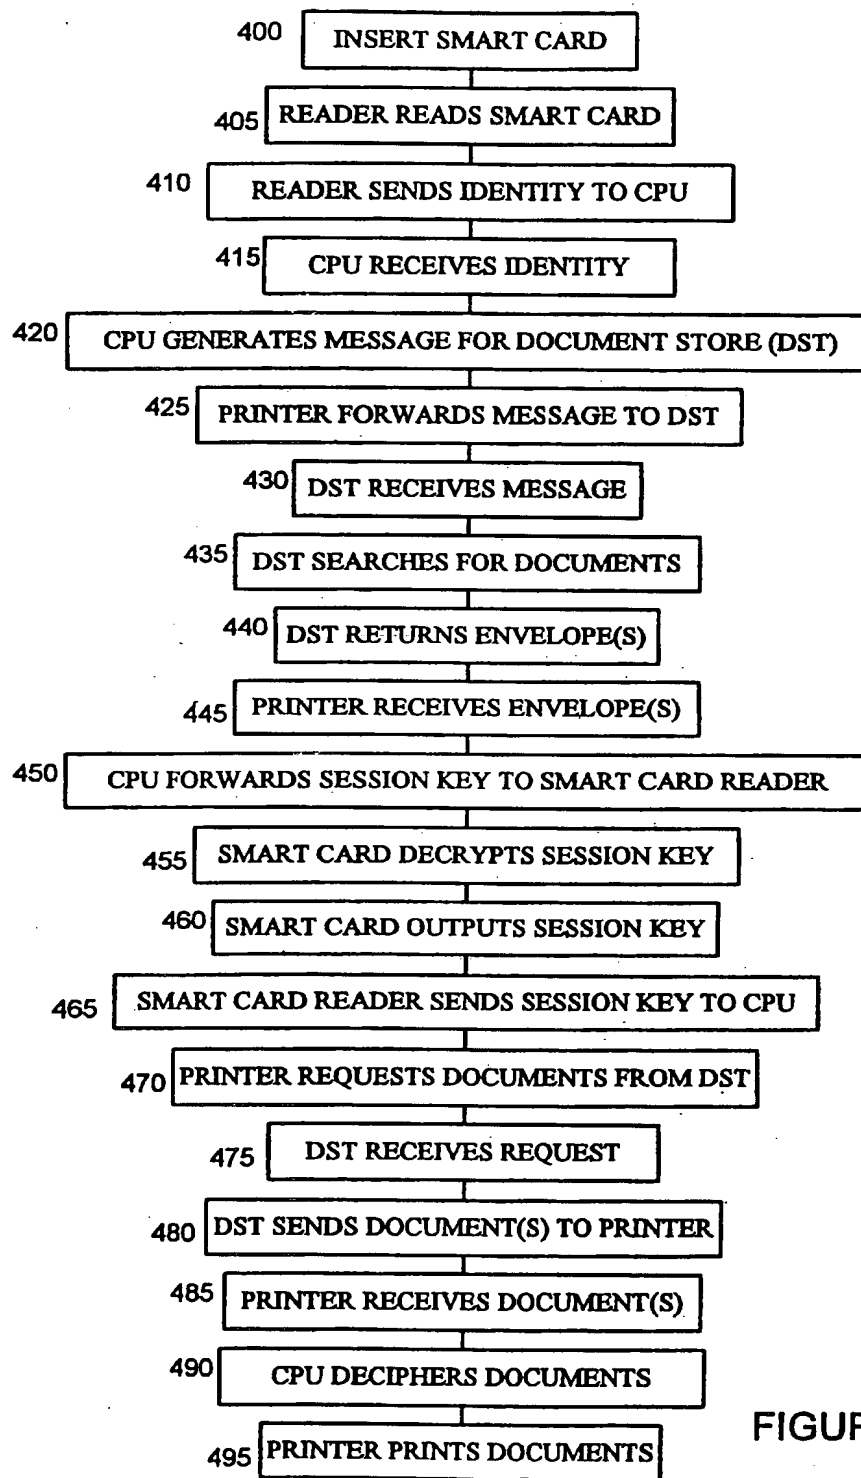 400 INSERT SMART CARD
405 READER READS SMART CARD
410 READER SENDS IDENTITY TO CPU
415 CPU RECEIVES IDENTITY
420 CPU GENERATES MESSAGE FOR DOCUMENT STORE (DST)
425 PRINTER FORWARDS MESSAGE TO DST
430 DST RECEIVES MESSAGE
435 DST SEARCHES FOR DOCUMENTS
440 DST RETURNS ENVELOPE(S)
445 PRINTER RECEIVES ENVELOPE(S)
450 CPU FORWARDS SESSION KEY TO SMART CARD READER
455 SMART CARD DECRYPTS SESSION KEY
460 SMART CARD OUTPUTS SESSION KEY
465 SMART CARD READER SENDS SESSION KEY TO CPU
470 PRINTER REQUESTS DOCUMENTS FROM DST
475 DST RECEIVES REQUEST
480 DST SENDS DOCUMENT(S) TO PRINTER
485 PRINTER RECEIVES DOCUMENT(S)
490 CPU DECIPHERS DOCUMENTS
495 PRINTER PRINTS DOCUMENTS